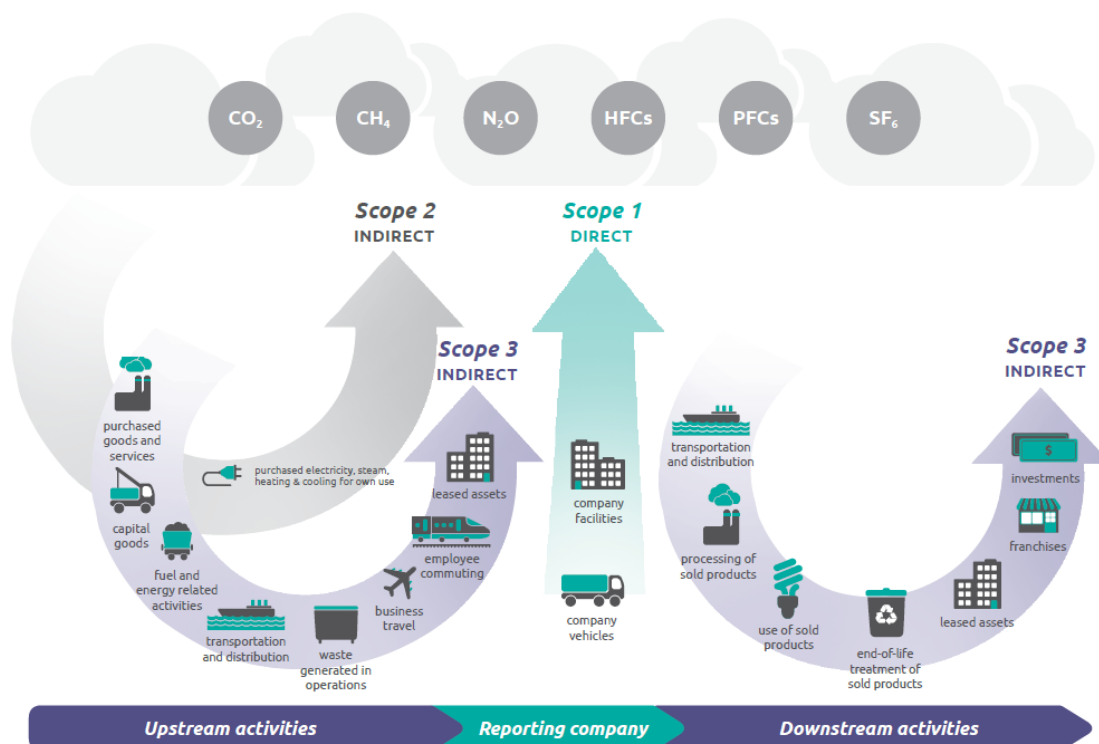 CO₂
CH₄
N₂O
HFCs
PFCs
SF₆
Scope 2
INDIRECT
Scope 1
DIRECT
Scope 3
INDIRECT
Scope 3
INDIRECT
purchased
goods and
services
capital
goods
fuel and
energy related
activities
purchased electricity, steam,
heating & cooling for own use
transportation
and distribution
waste
generated in
operations
business
travel
employee
commuting
leased assets
company
facilities
company
vehicles
transportation
and distribution
processing of
sold products
use of sold
products
end-of-life
treatment of
sold products
leased assets
franchises
$
investments
Upstream activities
Reporting company
Downstream activities